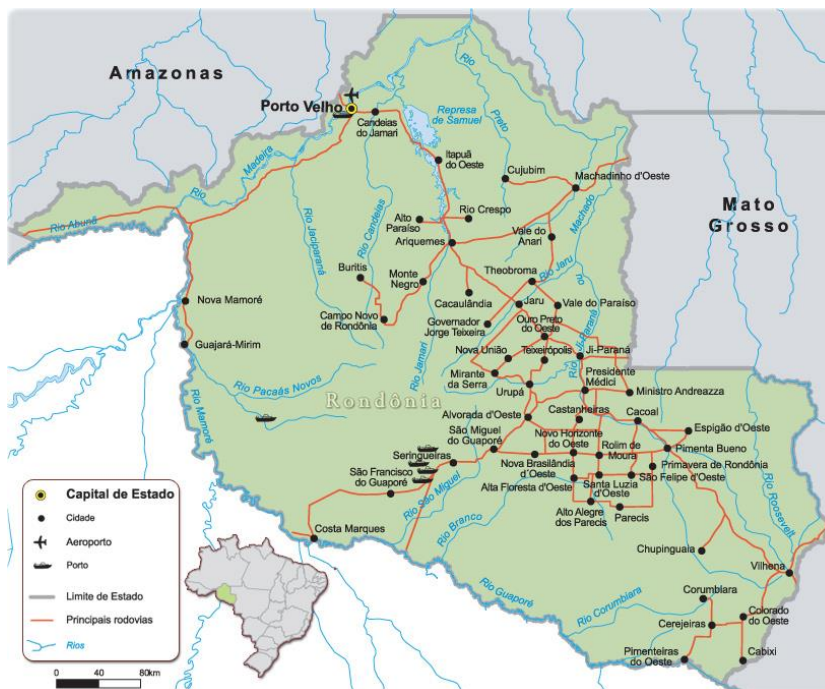 Amazonas
Porto Velho
Candeias
do Jamari
Represa
de Samuel
Rio
Preto
Itapuã
do Oeste
Cujubim
Machadinho d'Oeste
Mato
Grosso
Rio
Madeira
Rio Abunã
Rio Jaciparaná
Rio Candeias
Alto
Paraíso
Rio Crespo
Ariquemes
Vale do
Anari
Machado
Rio Jaru
Theobroma
rio
Buritis
Monte
Negro
Cacaulândia
Jaru
Vale do Paraíso
Nova Mamoré
Campo Novo
de Rondônia
Governador
Jorge Teixeira
Ouro Preto
do Oeste
Guajará-Mirim
Rio Jamari
Nova União
Teixeirópolis
Rio Ji-Paraná
Ji-Paraná
Mirante
da Serra
Presidente
Médici
Rio Pacaás Novos
Urupá
Ministro Andreazza
Rio Mamoré
Rondônia
Alvorada d'Oeste
Castanheiras
Cacoal
Espigão d'Oeste
São Miguel
do Guaporé
Novo Horizonte
do Oeste
Rolim de
Moura
Pimenta Bueno
Seringueiras
Nova Brasilândia
d'Oeste
Primavera de Rondônia
São Francisco
do Guaporé
Santa Luzia
d'Oeste
São Felipe d'Oeste
Alta Floresta d'Oeste
Rio São Miguel
Rio Branco
Alto Alegre
dos Parecis
Parecis
Rio Roosevelt
Costa Marques
Chupinguaia
Vilhena
Rio Guaporé
Corumbiara
Rio Corumbiara
Colorado
do Oeste
Cerejeiras
Pimenteiras
do Oeste
Cabixi
Capital de Estado
Cidade
Aeroporto
Porto
Limite de Estado
Principais rodovias
Rios
0 40 80km